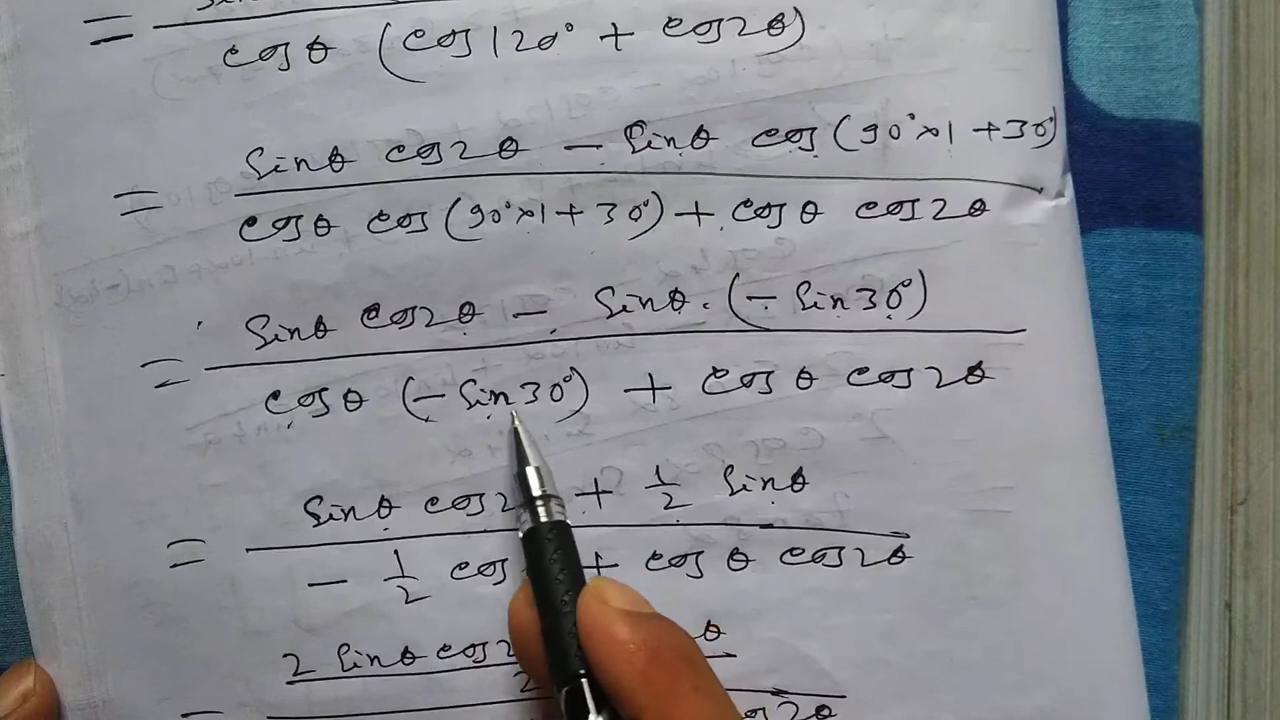 =
cosθ (cos120° + cos2θ)
sinθ cos2θ - sinθ cos(90°×1+30°)
=
cosθ cos(90°×1+30°) + cosθ cos2θ
sinθ cos2θ - sinθ.(- sin30°)
=
cosθ (- sin30°) + cosθ cos2θ
sinθ cos2 + 1/2 sinθ
=
- 1/2 cos + cosθ cos2θ
2 sinθ cos2 θ
2
=
cos2θ